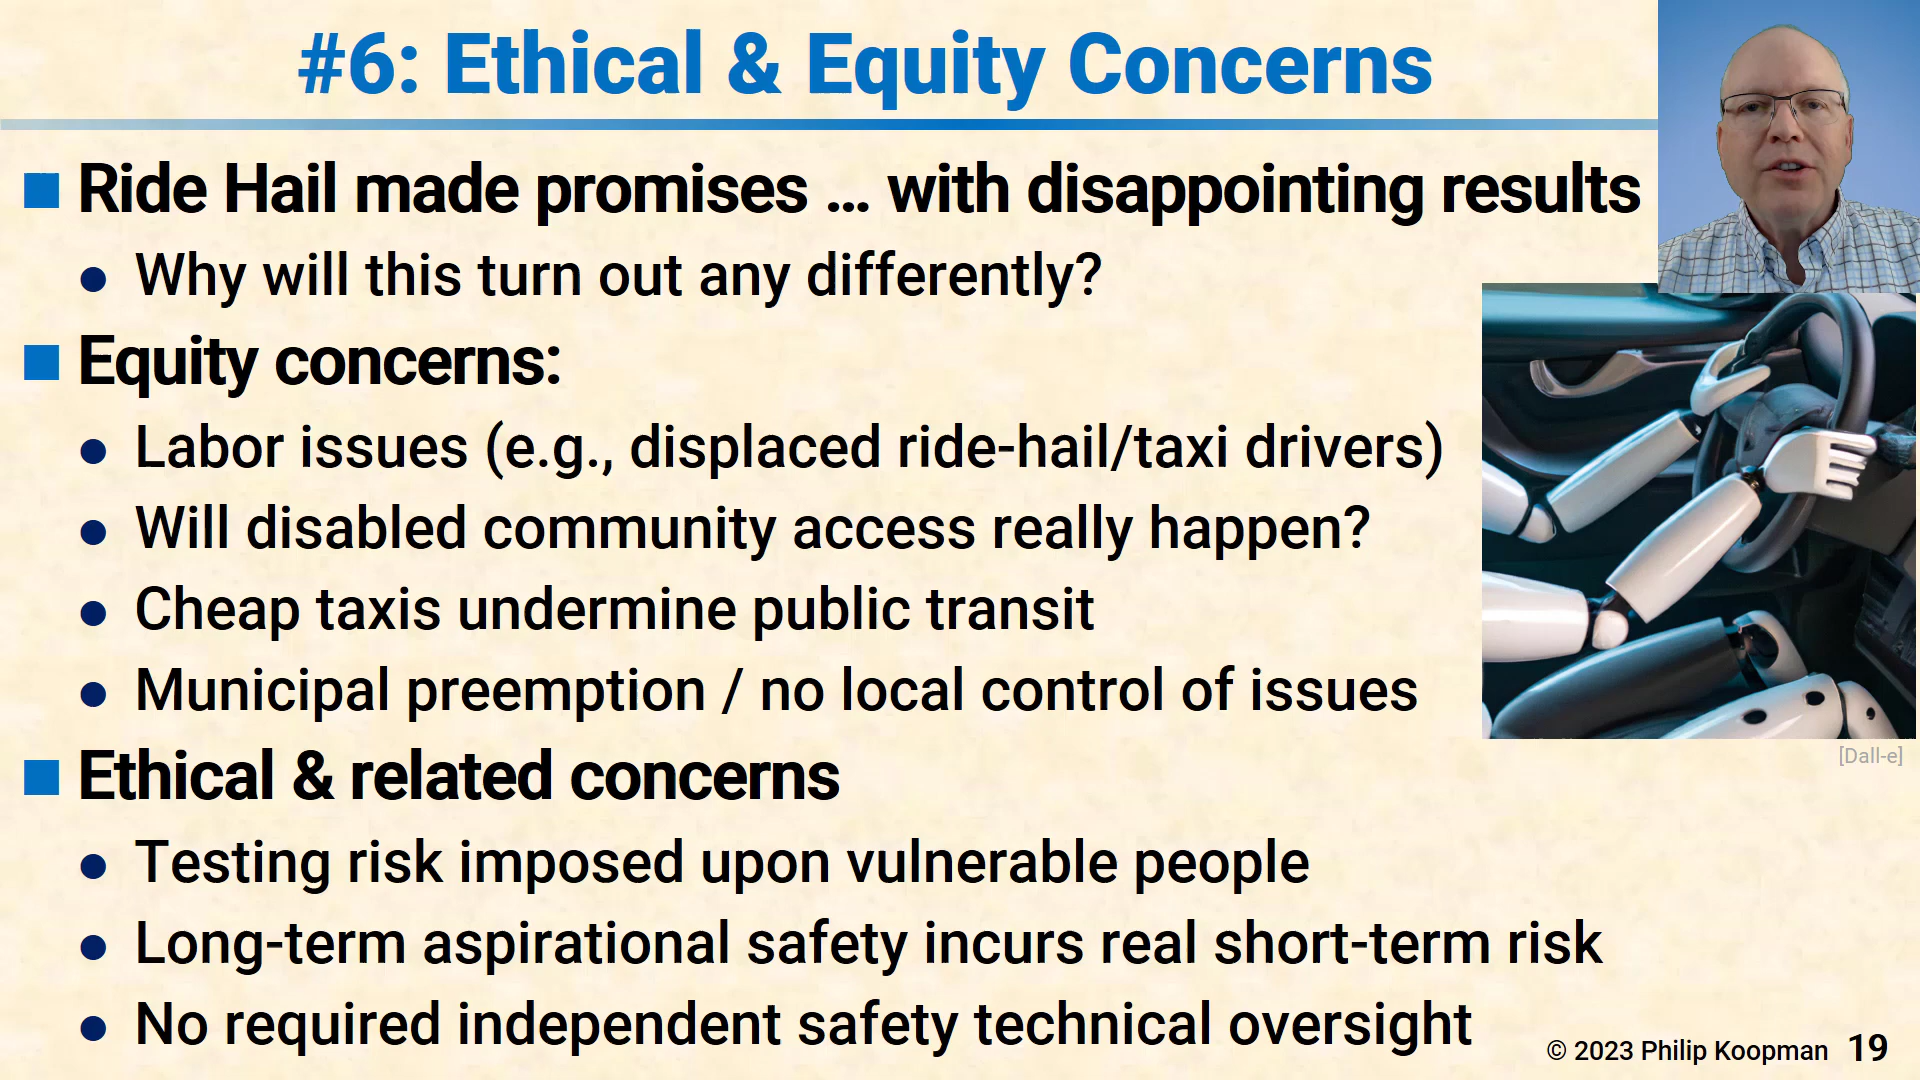 #6: Ethical & Equity Concerns
Ride Hail made promises … with disappointing results
Why will this turn out any differently?
Equity concerns:
Labor issues (e.g., displaced ride-hail/taxi drivers)
Will disabled community access really happen?
Cheap taxis undermine public transit
Municipal preemption / no local control of issues
[Dall-e]
Ethical & related concerns
Testing risk imposed upon vulnerable people
Long-term aspirational safety incurs real short-term risk
No required independent safety technical oversight
© 2023 Philip Koopman 19